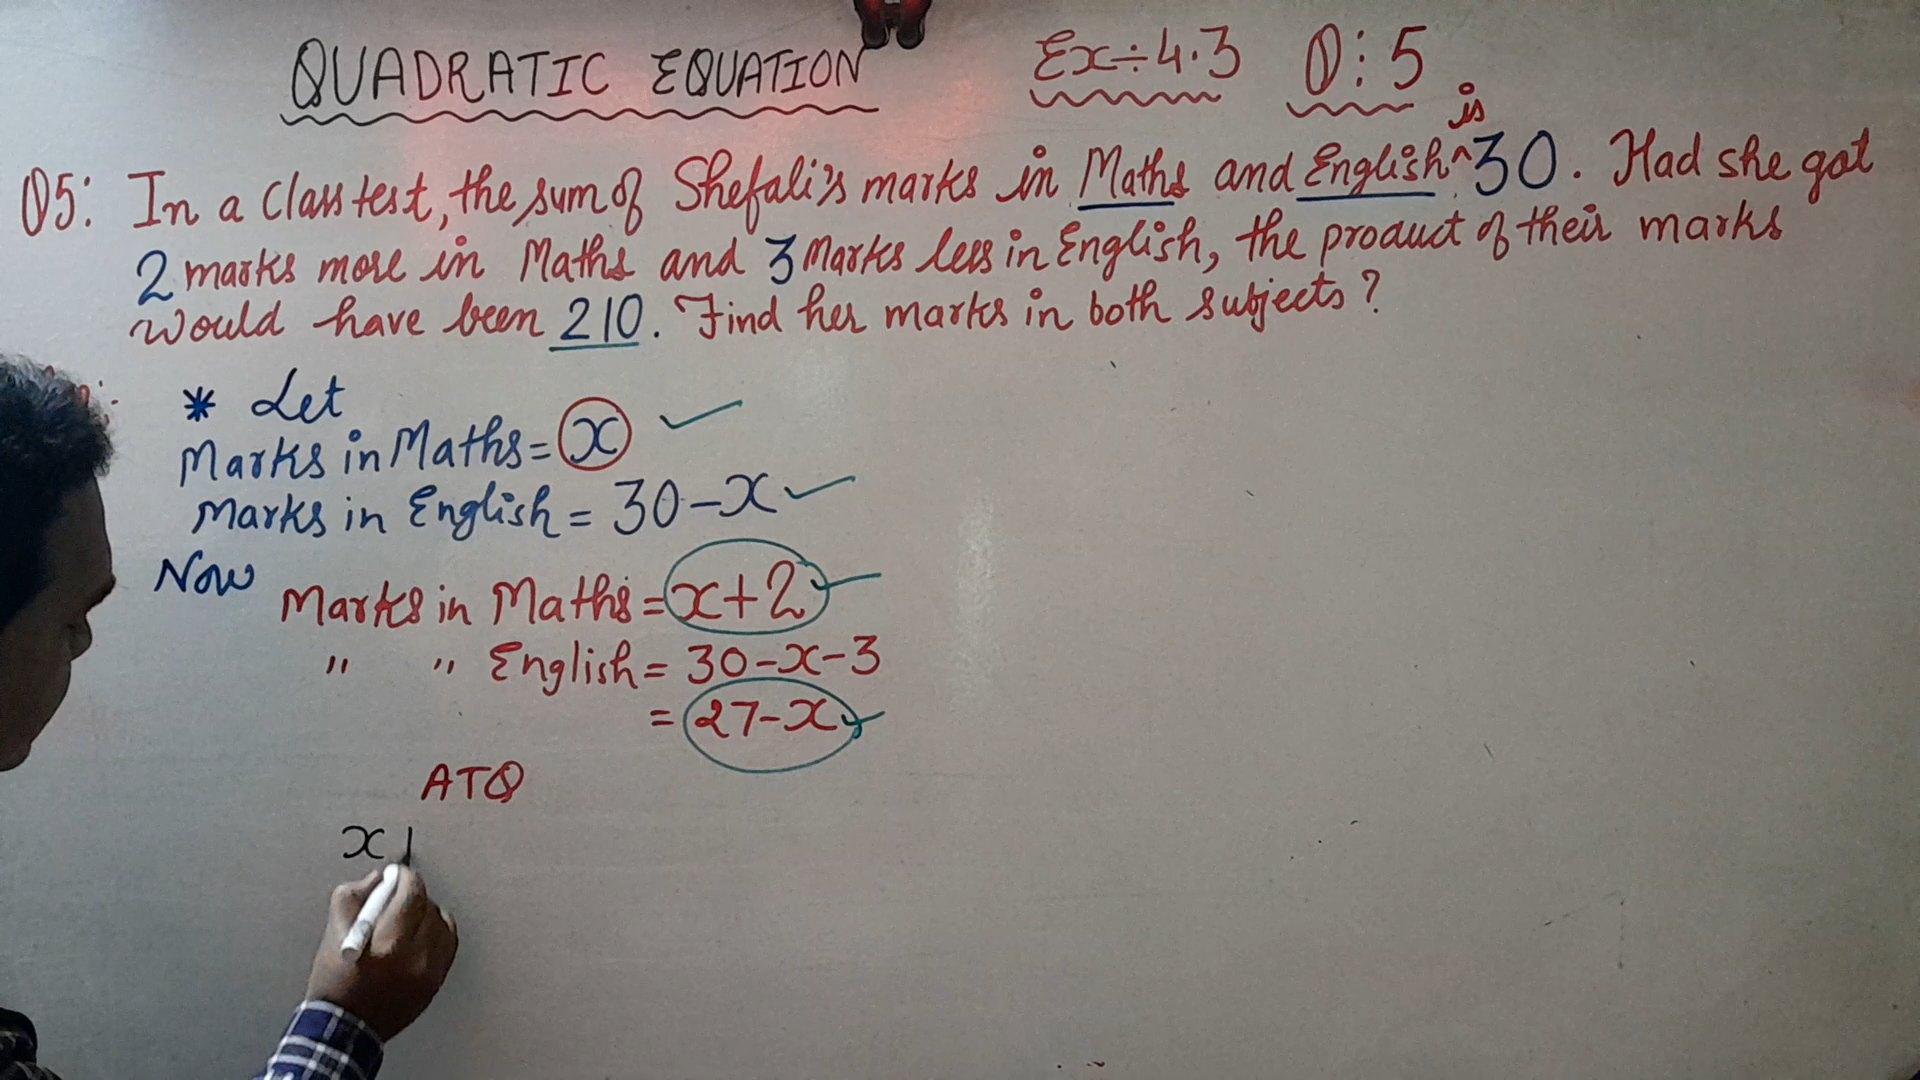 QUADRATIC EQUATION Ex÷4.3 Q:5
Q5: In a Class test, the sum of Shefali's marks in Maths and English ^is 30. Had she got
2 marks more in Maths and 3 Marks less in English, the product of their marks
would have been 210. Find her marks in both subjects?
* Let
Marks in Maths = x ✓
Marks in English = 30-x ✓
Now Marks in Maths = x+2 ✓
" " English = 30-x-3
= 27-x ✓
ATQ
x